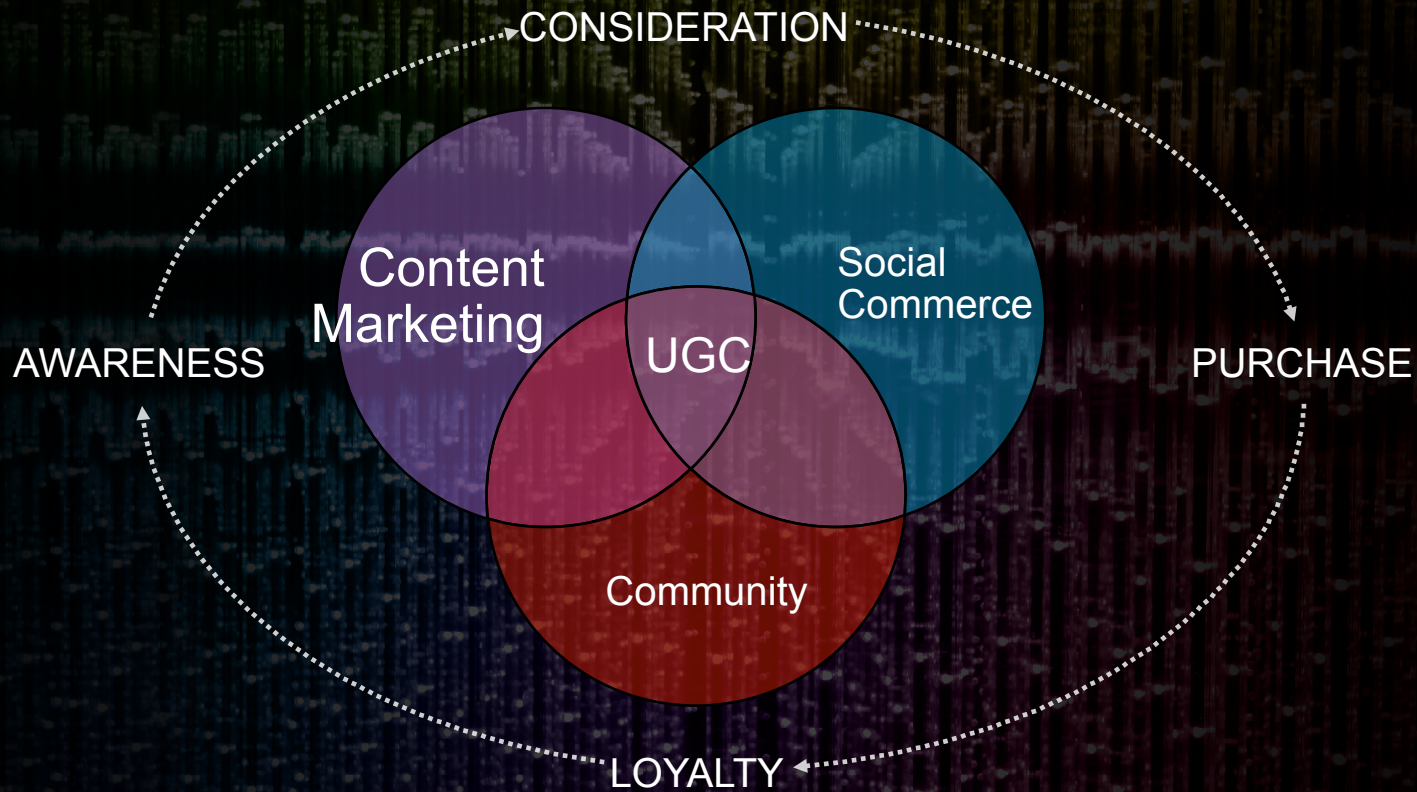 CONSIDERATION
Content
Marketing
Social
Commerce
UGC
AWARENESS
PURCHASE
Community
LOYALTY